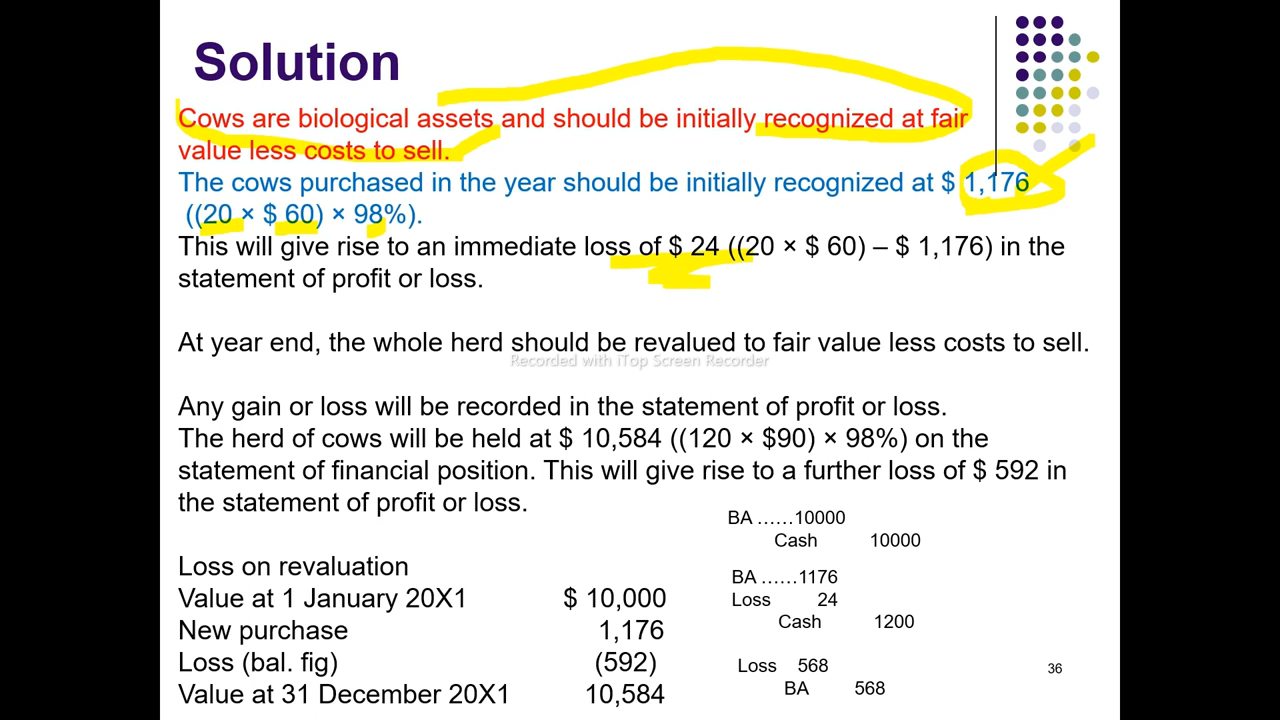 Solution
Cows are biological assets and should be initially recognized at fair
value less costs to sell.
The cows purchased in the year should be initially recognized at $ 1,176
((20 × $ 60) × 98%).
This will give rise to an immediate loss of $ 24 ((20 × $ 60) – $ 1,176) in the
statement of profit or loss.
At year end, the whole herd should be revalued to fair value less costs to sell.
Recorded with iTop Screen Recorder
Any gain or loss will be recorded in the statement of profit or loss.
The herd of cows will be held at $ 10,584 ((120 × $90) × 98%) on the
statement of financial position. This will give rise to a further loss of $ 592 in
the statement of profit or loss.
Loss on revaluation
Value at 1 January 20X1 $ 10,000
New purchase 1,176
Loss (bal. fig) (592)
Value at 31 December 20X1 10,584
BA ……10000
Cash 10000
BA ……1176
Loss 24
Cash 1200
Loss 568
BA 568
36